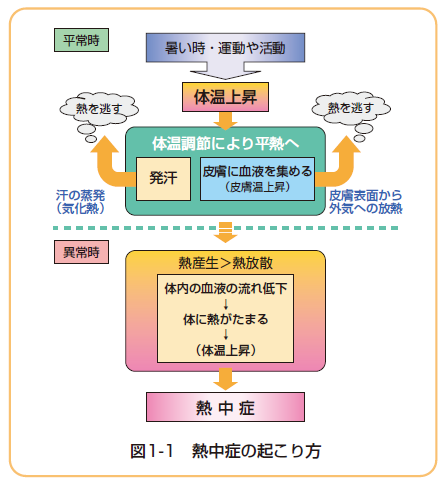 平常時
暑い時・運動や活動
体温上昇
熱を逃す
熱を逃す
体温調節により平熱へ
発汗
皮膚に血液を集める
（皮膚温上昇）
汗の蒸発
（気化熱）
皮膚表面から
外気への放熱
異常時
熱産生＞熱放散
体内の血液の流れ低下
↓
体に熱がたまる
↓
（体温上昇）
熱中症
図1-1　熱中症の起こり方